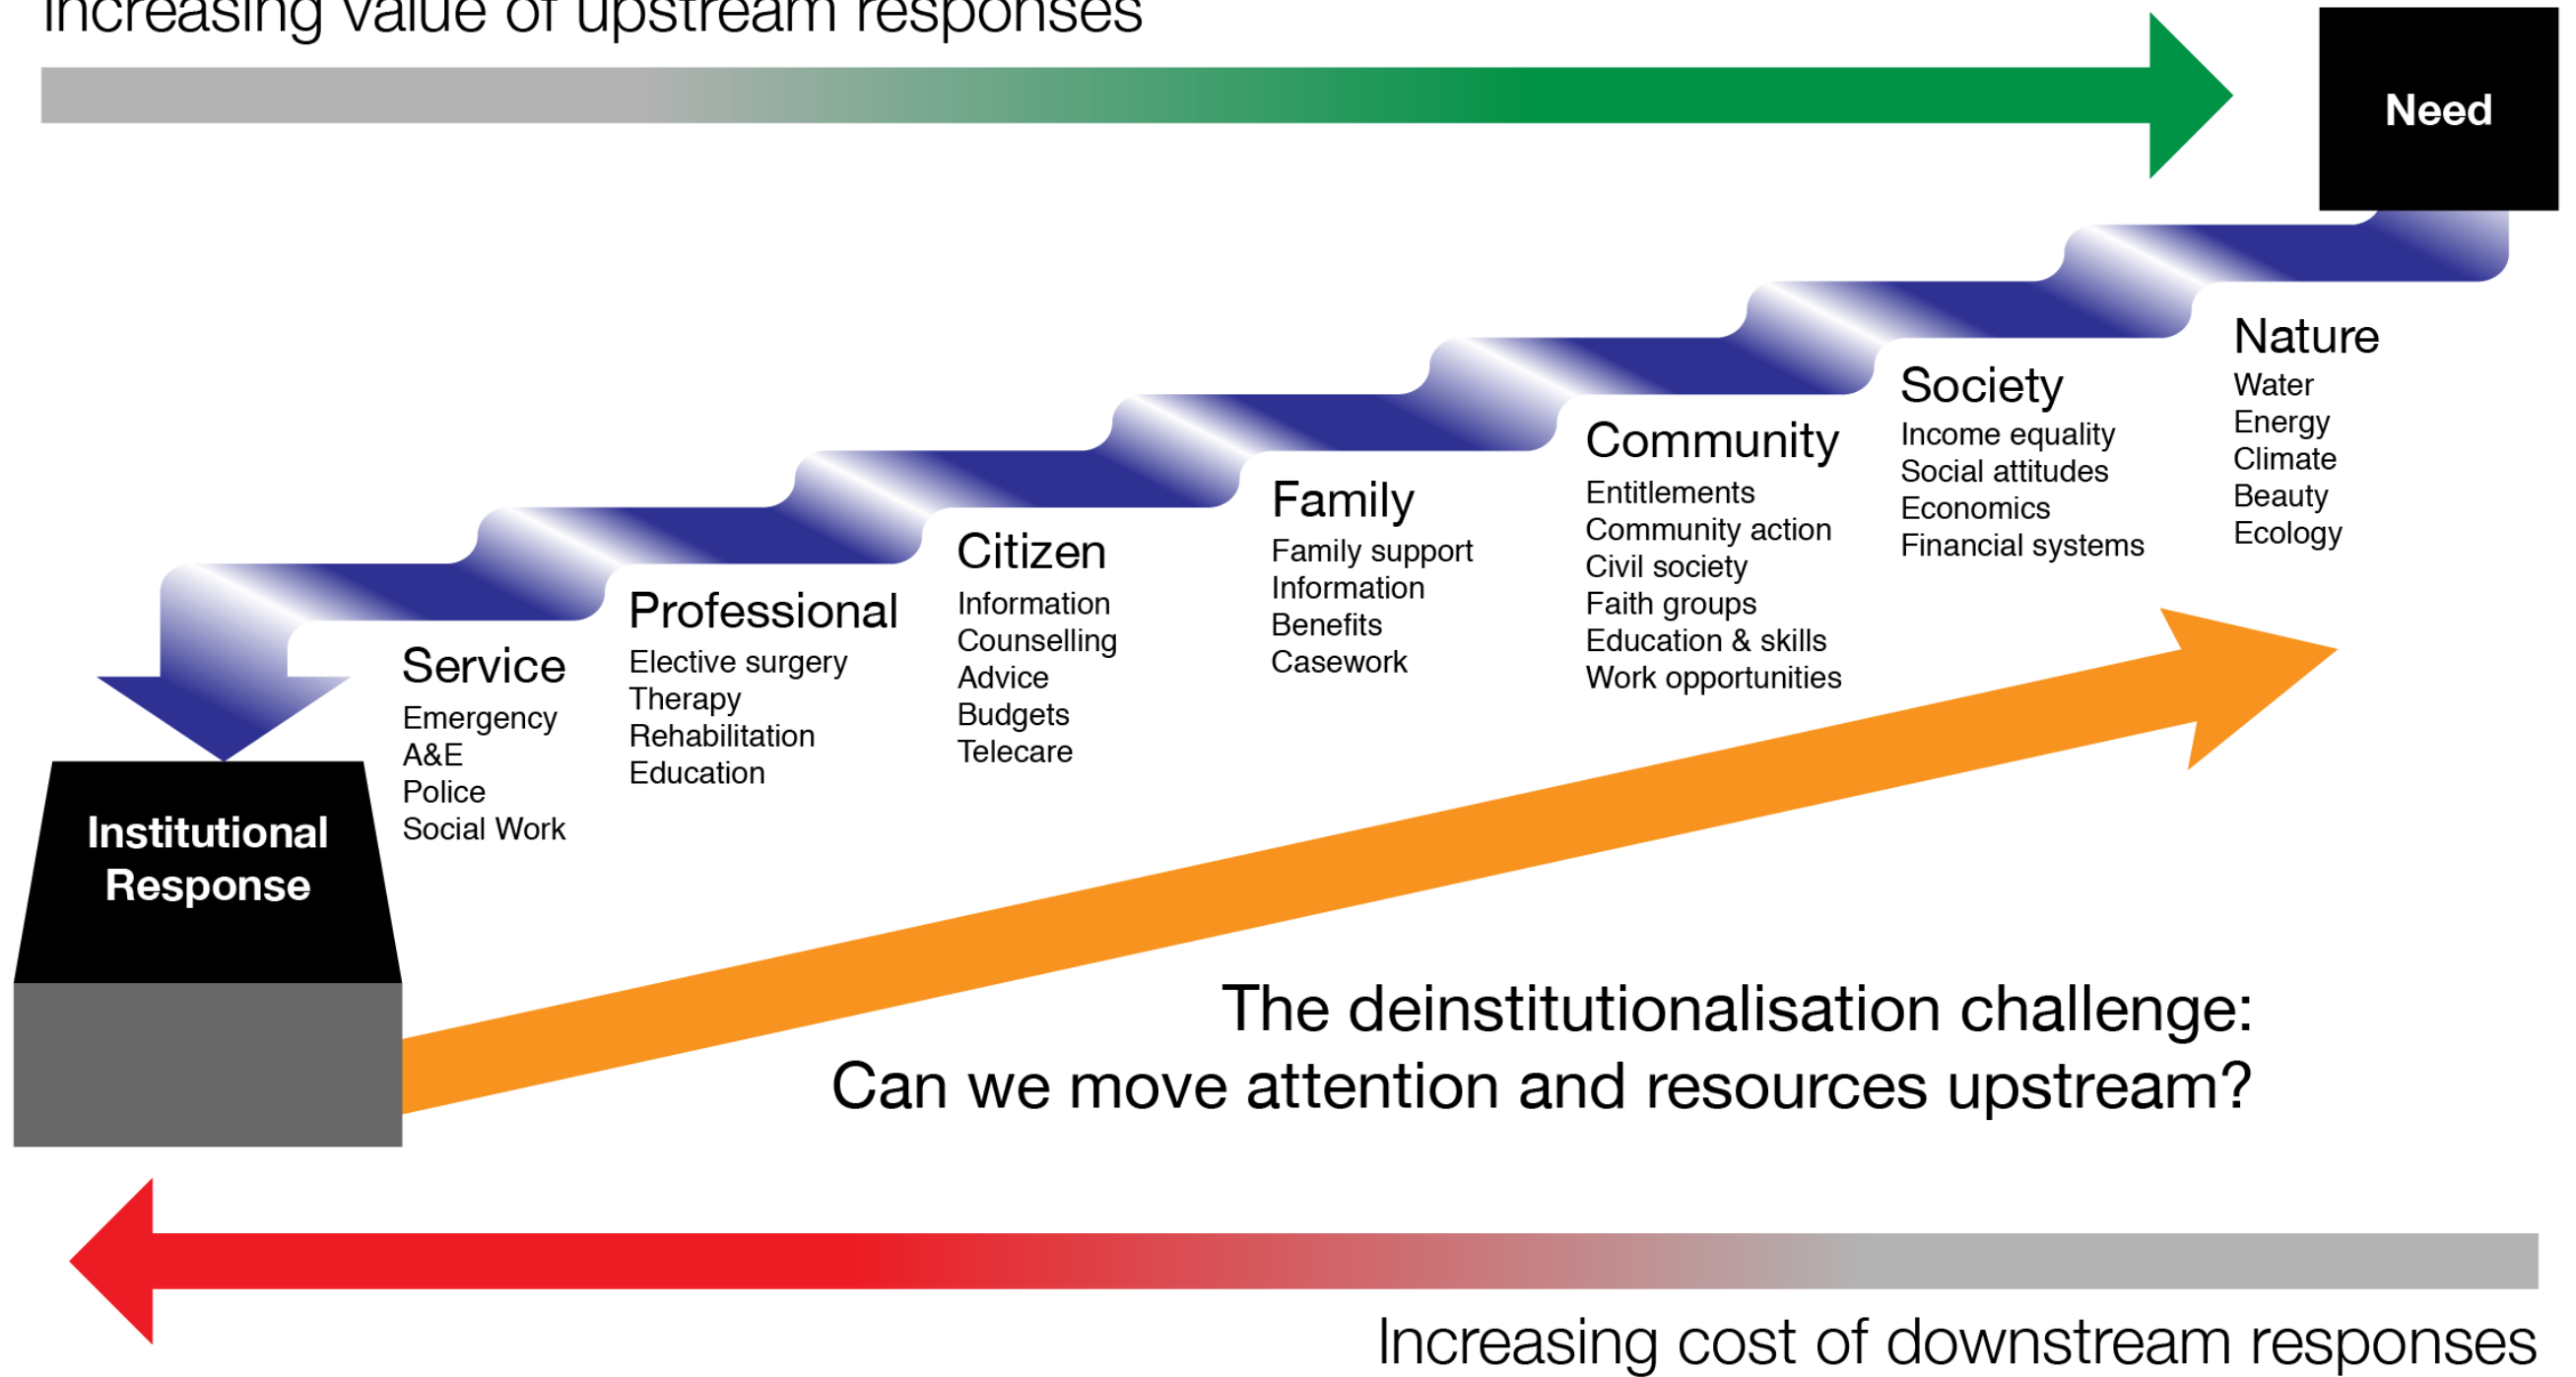 Increasing value of upstream responses
Need
Nature
Water
Energy
Climate
Beauty
Ecology
Society
Income equality
Social attitudes
Economics
Financial systems
Community
Entitlements
Community action
Civil society
Faith groups
Education & skills
Work opportunities
Family
Family support
Information
Benefits
Casework
Citizen
Information
Counselling
Advice
Budgets
Telecare
Professional
Elective surgery
Therapy
Rehabilitation
Education
Service
Emergency
A&E
Police
Social Work
Institutional
Response
The deinstitutionalisation challenge:
Can we move attention and resources upstream?
Increasing cost of downstream responses